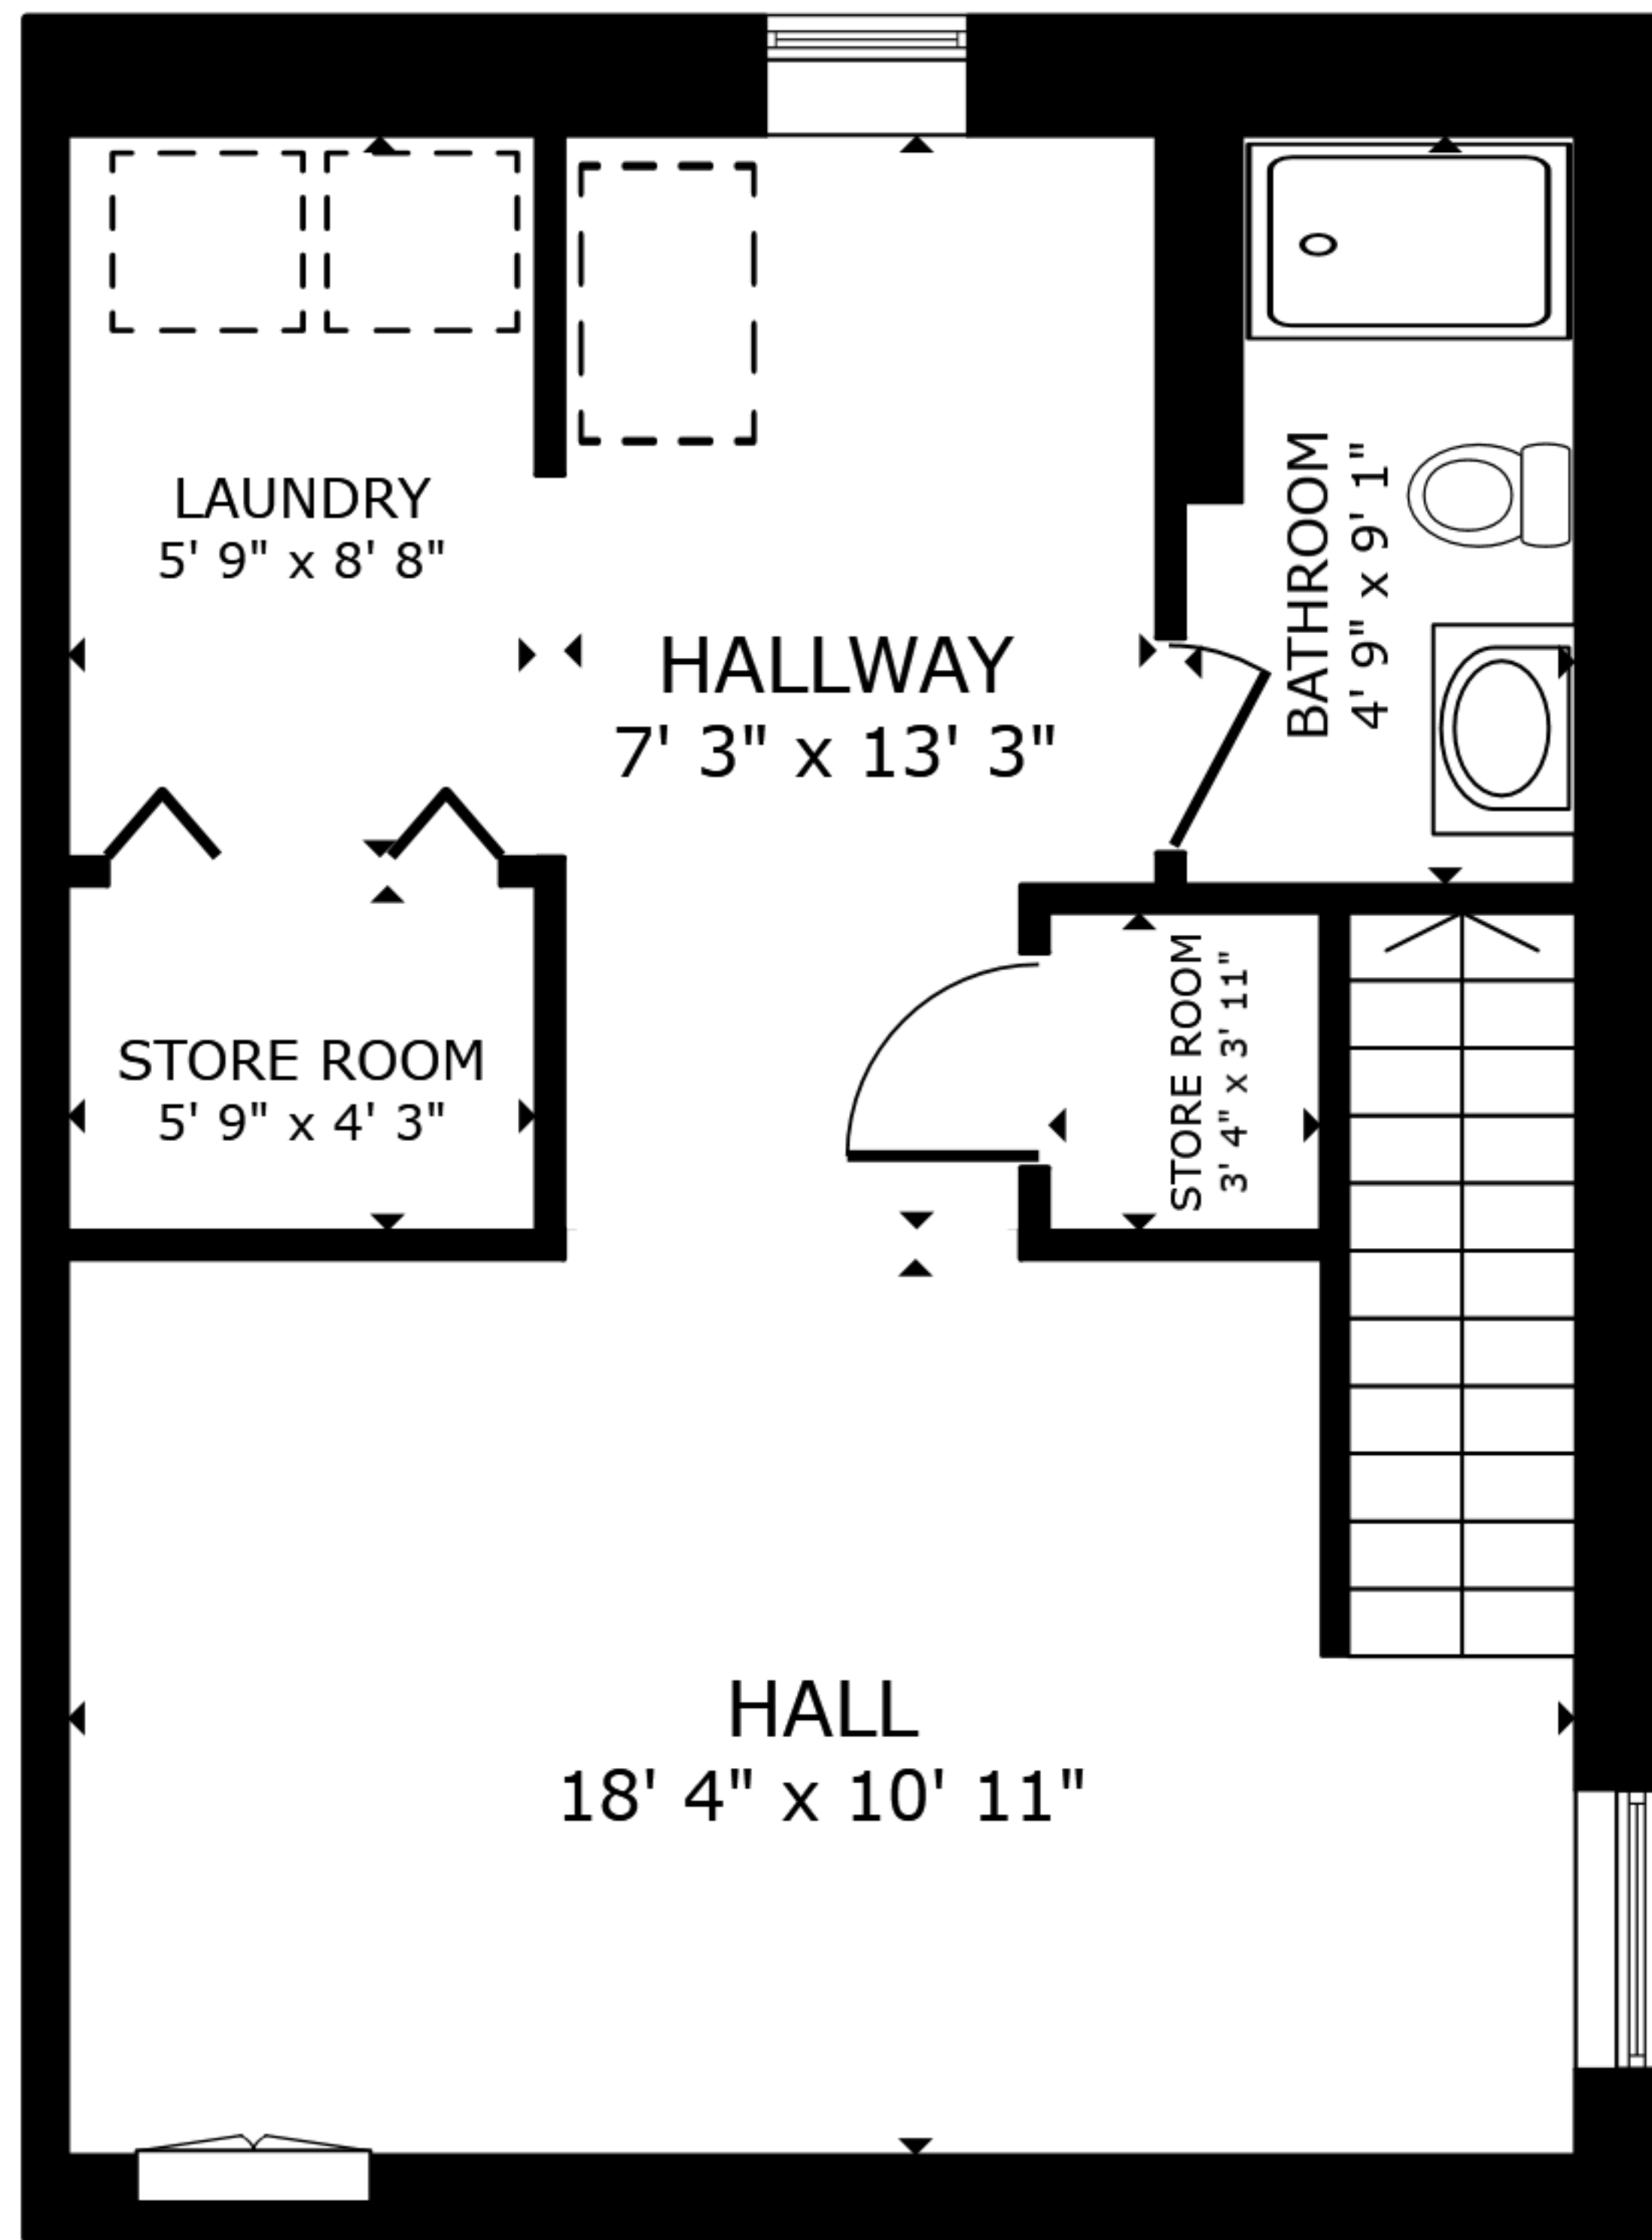 LAUNDRY
5' 9" x 8' 8"
HALLWAY
7' 3" x 13' 3"
BATHROOM
4' 9" x 9' 1"
STORE ROOM
5' 9" x 4' 3"
STORE ROOM
3' 4" x 3' 11"
HALL
18' 4" x 10' 11"